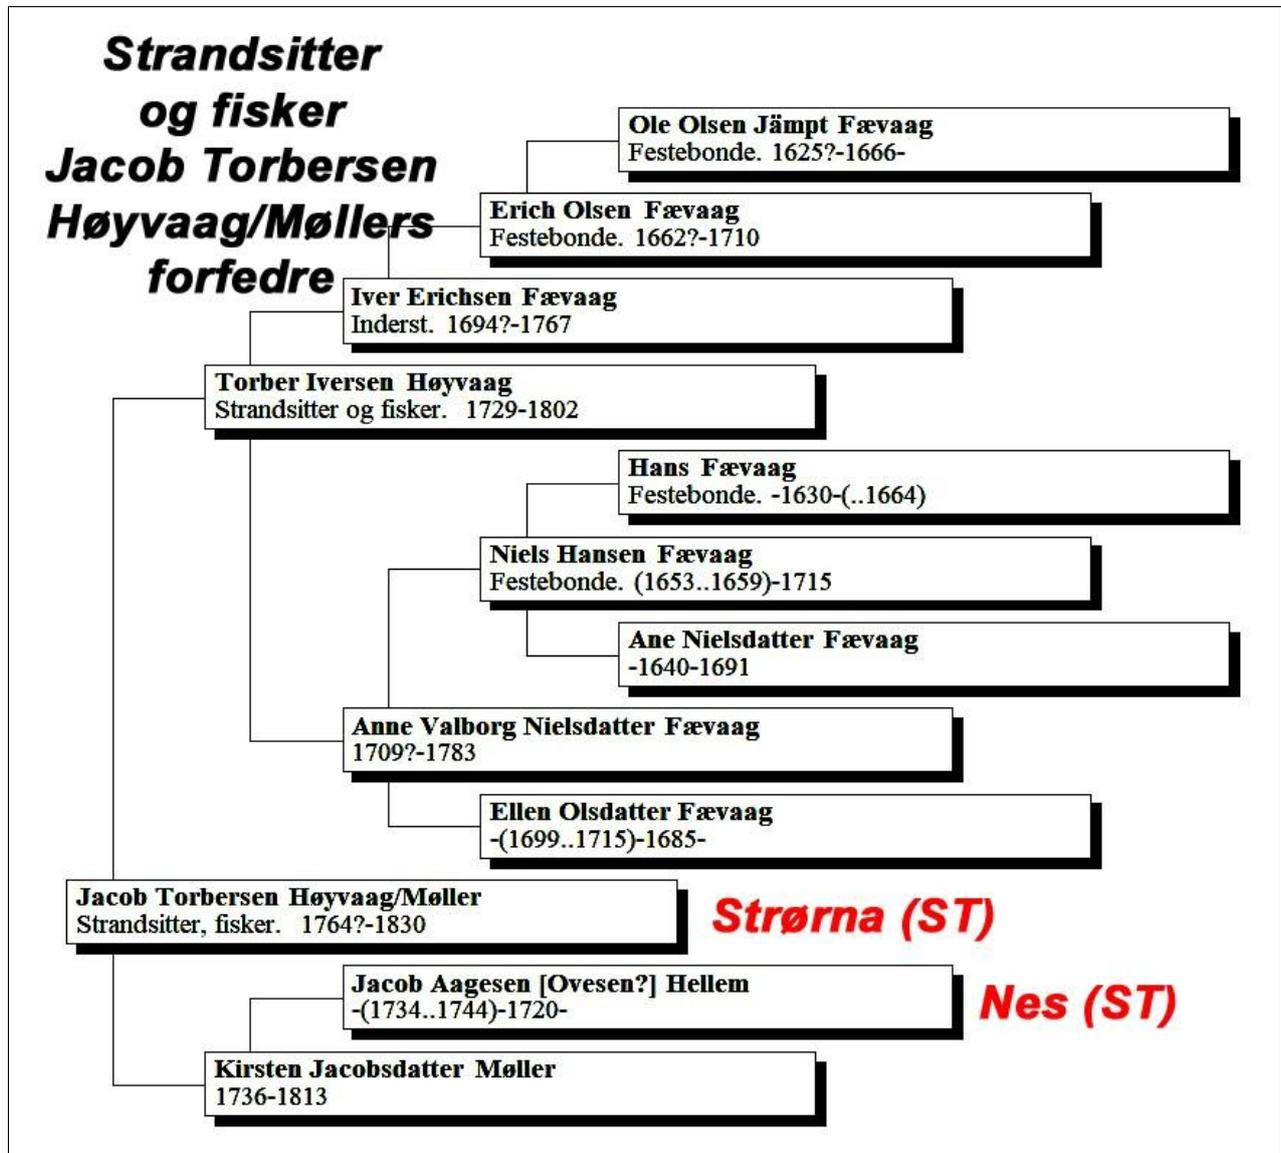 Strandsitter
og fisker
Jacob Torbersen
Høyvaag/Møllers
forfedre
Ole Olsen Jämpt Fævaag
Festebonde. 1625?-1666-
Erich Olsen Fævaag
Festebonde. 1662?-1710
Iver Erichsen Fævaag
Inderst. 1694?-1767
Torber Iversen Høyvaag
Strandsitter og fisker. 1729-1802
Hans Fævaag
Festebonde. -1630-(..1664)
Niels Hansen Fævaag
Festebonde. (1653..1659)-1715
Ane Nielsdatter Fævaag
-1640-1691
Anne Valborg Nielsdatter Fævaag
1709?-1783
Ellen Olsdatter Fævaag
-(1699..1715)-1685-
Jacob Torbersen Høyvaag/Møller
Strandsitter, fisker. 1764?-1830
Strørna (ST)
Jacob Aagesen [Ovesen?] Hellem
-(1734..1744)-1720-
Nes (ST)
Kirsten Jacobsdatter Møller
1736-1813